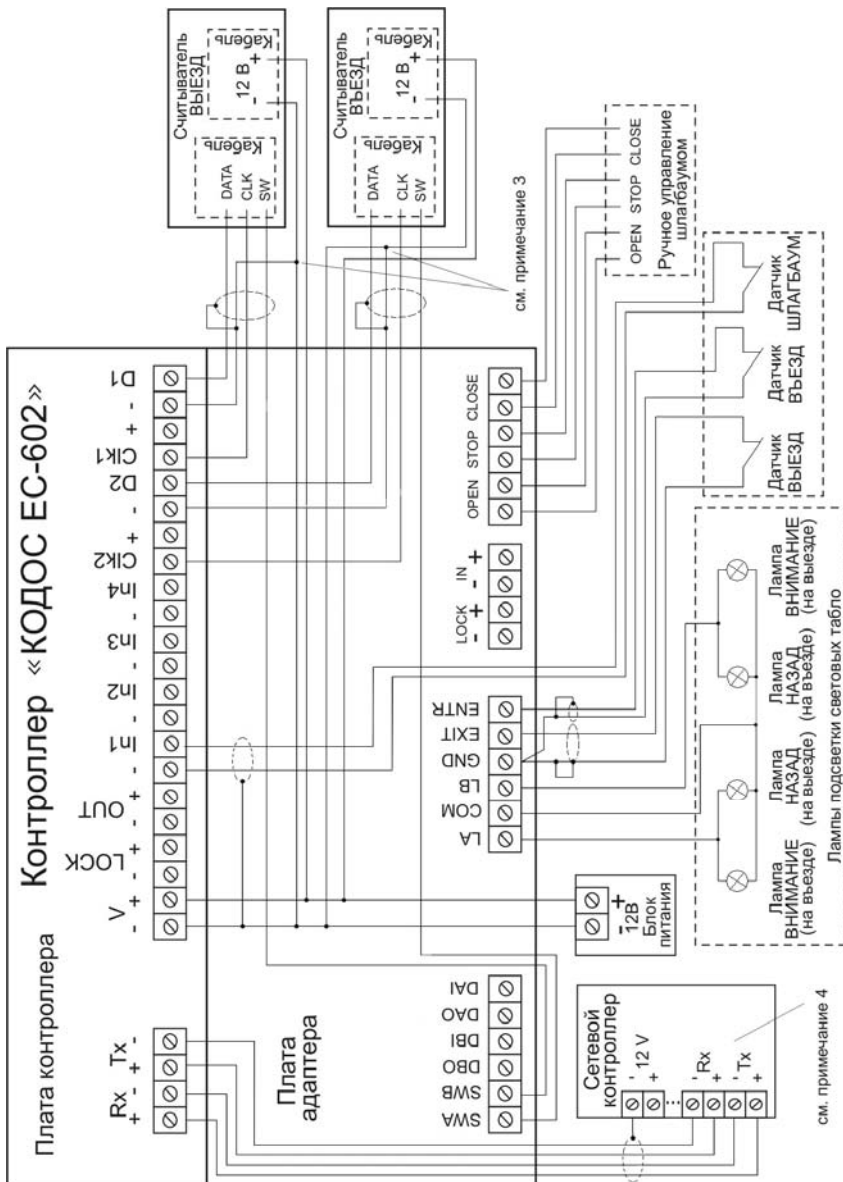 Плата контроллера
Контроллер «КОДОС ЕС-602»
Rx
+ -
Tx
+ -
V
- +
LOCK
- +
OUT
- +
-
In1
-
In2
-
In3
-
In4
Clk2
+
-
D2
Clk1
+
-
D1
Плата
адаптера
SWA
SWB
DBO
DBI
DAO
DAI
LA
COM
LB
GND
EXIT
ENTR
LOCK
- +
IN
- +
OPEN
STOP
CLOSE
Считыватель
ВЫЕЗД
Кабель
DATA
CLK
SW
Кабель
12 В
- +
Считыватель
ВЪЕЗД
Кабель
DATA
CLK
SW
Кабель
12 В
- +
см. примечание 3
OPEN
STOP
CLOSE
Ручное управление
шлагбаумом
Датчик
ВЫЕЗД
Датчик
ВЪЕЗД
Датчик
ШЛАГБАУМ
- +
12В
Блок
питания
Сетевой
контроллер
- 12 V
+
- Rx
+
- Tx
+
см. примечание 4
Лампа
ВНИМАНИЕ
(на въезде)
Лампа
НАЗАД
(на выезде)
Лампа
НАЗАД
(на въезде)
Лампа
ВНИМАНИЕ
(на выезде)
Лампы подсветки световых табло